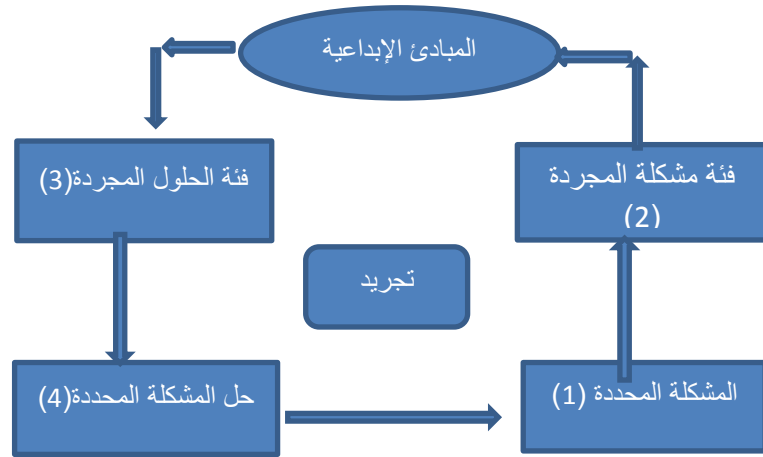 المبادئ الإبداعية
فئة مشكلة المجردة
(2)
فئة الحلول المجردة(3)
تجريد
المشكلة المحددة (1)
حل المشكلة المحددة(4)